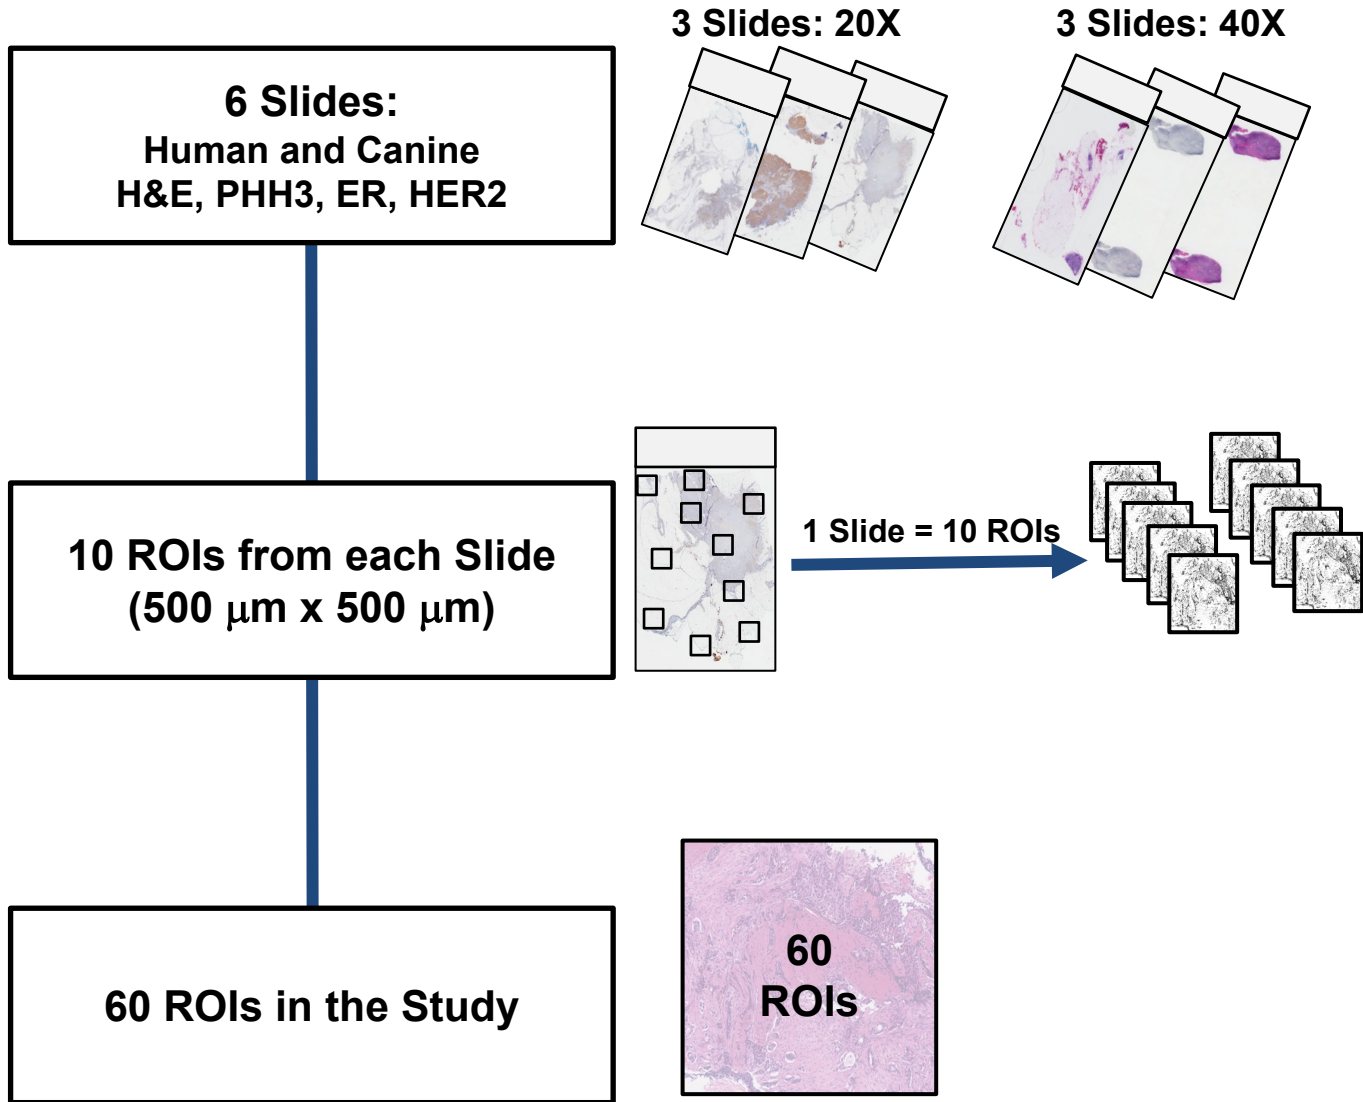 3 Slides: 20X
3 Slides: 40X
6 Slides:
Human and Canine
H&E, PHH3, ER, HER2
10 ROIs from each Slide
(500 μm x 500 μm)
1 Slide = 10 ROIs
60 ROIs in the Study
60
ROIs